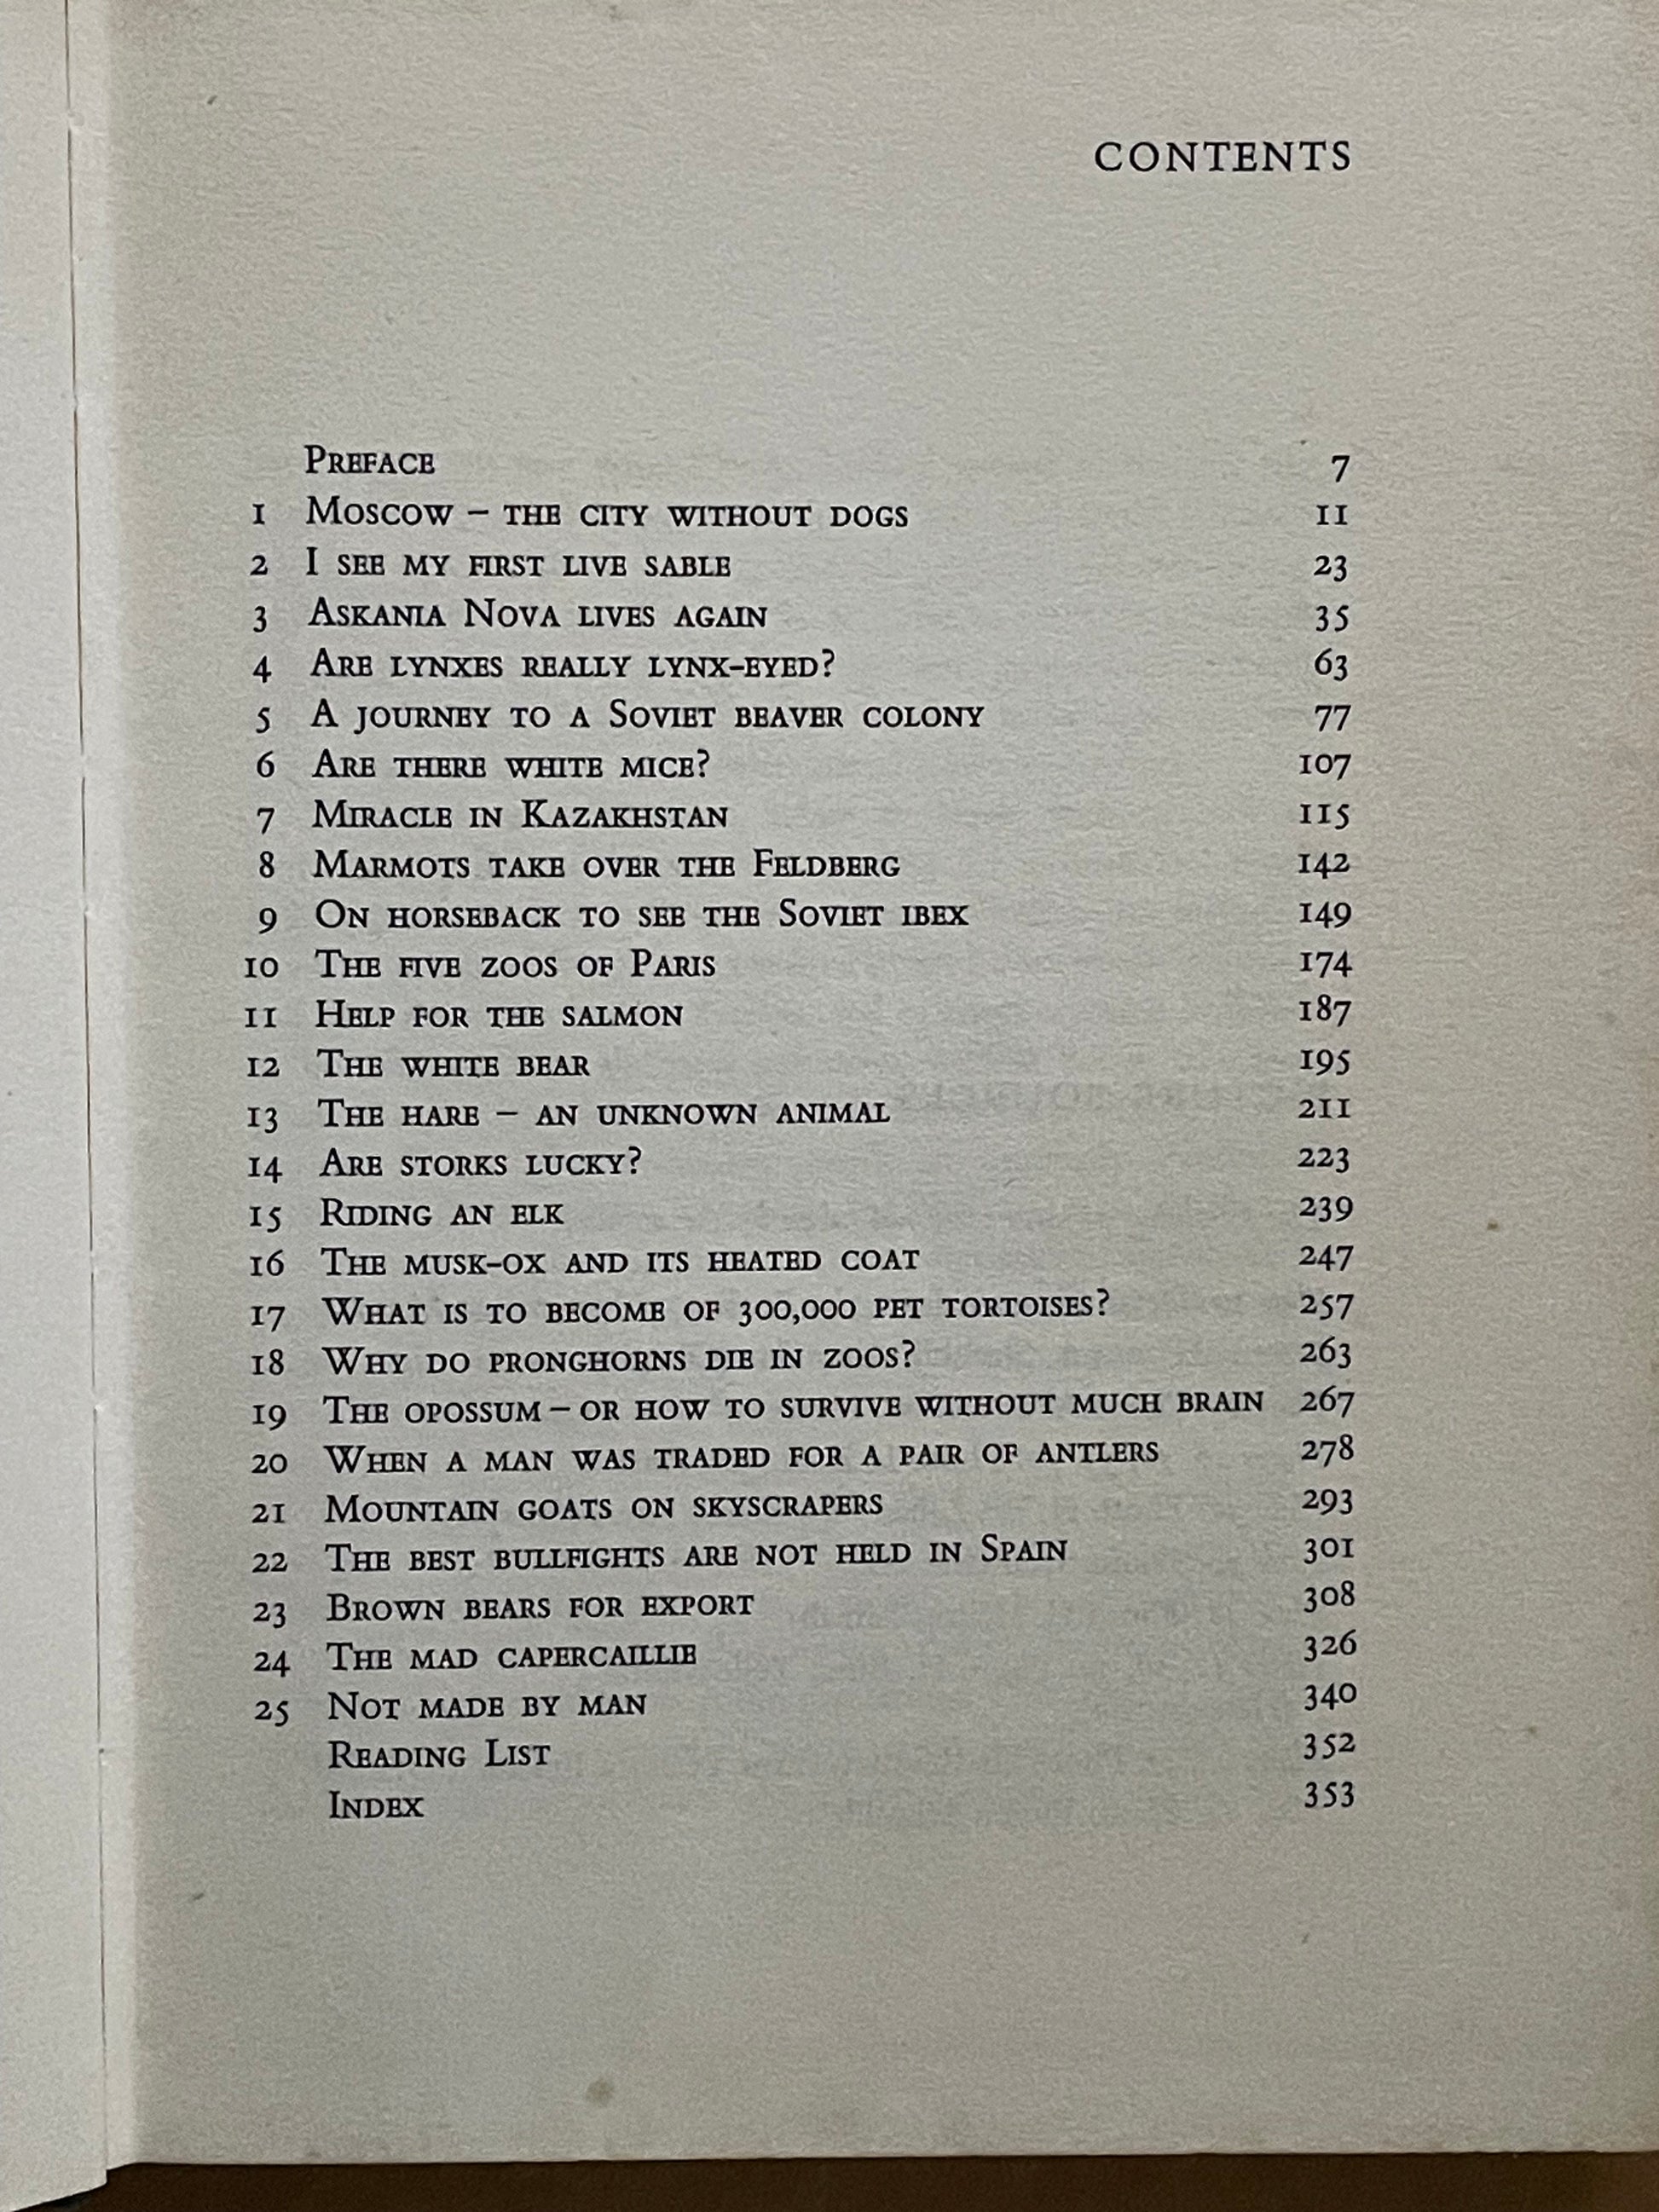 CONTENTS
Preface 7
1 Moscow – the city without dogs 11
2 I see my first live sable 23
3 Askania Nova lives again 35
4 Are lynxes really lynx-eyed? 63
5 A journey to a Soviet beaver colony 77
6 Are there white mice? 107
7 Miracle in Kazakhstan 115
8 Marmots take over the Feldberg 142
9 On horseback to see the Soviet ibex 149
10 The five zoos of Paris 174
11 Help for the salmon 187
12 The white bear 195
13 The hare – an unknown animal 211
14 Are storks lucky? 223
15 Riding an elk 239
16 The musk-ox and its heated coat 247
17 What is to become of 300,000 pet tortoises? 257
18 Why do pronghorns die in zoos? 263
19 The opossum – or how to survive without much brain 267
20 When a man was traded for a pair of antlers 278
21 Mountain goats on skyscrapers 293
22 The best bullfights are not held in Spain 301
23 Brown bears for export 308
24 The mad capercaillie 326
25 Not made by man 340
Reading List 352
Index 353